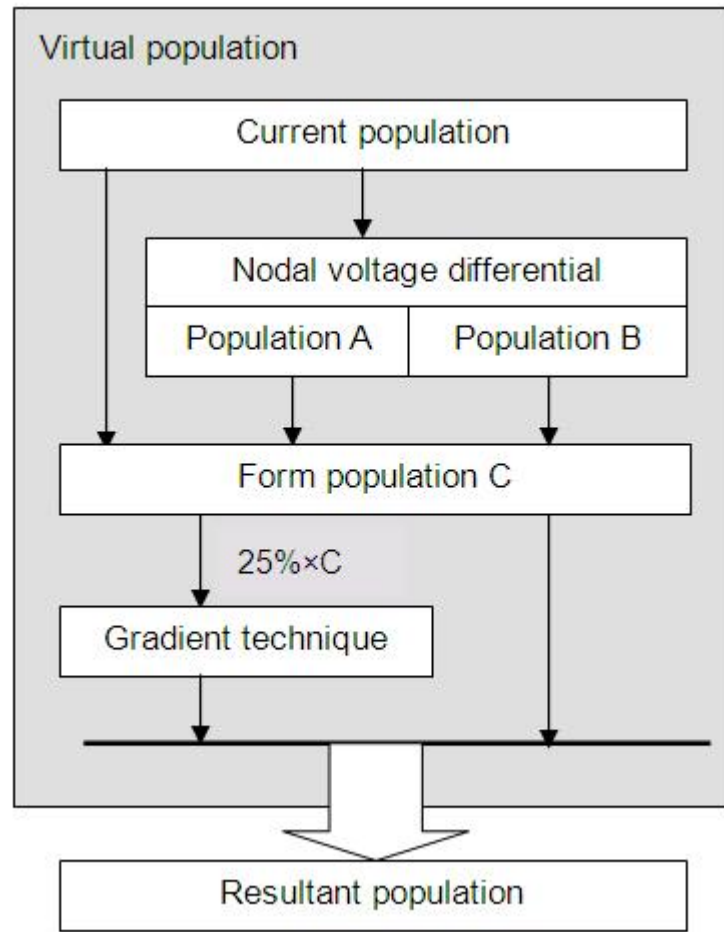 Virtual population
Current population
Nodal voltage differential
Population A
Population B
Form population C
25%×C
Gradient technique
Resultant population